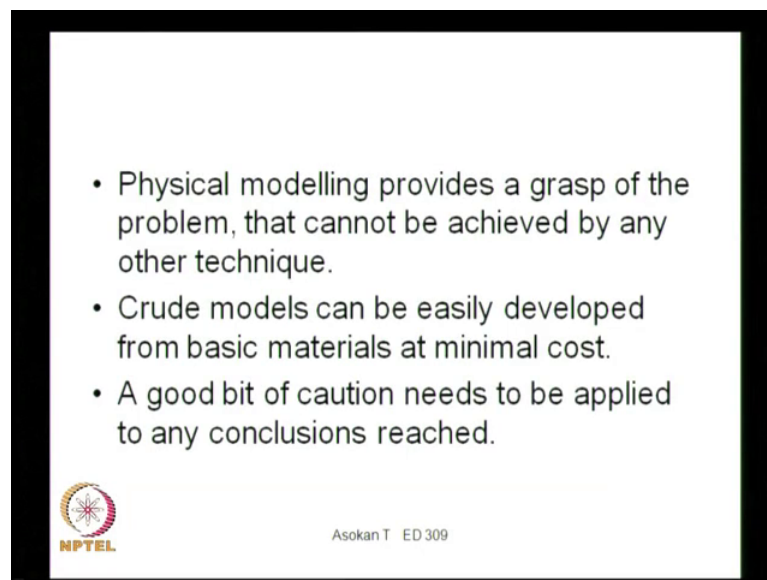 • Physical modelling provides a grasp of the
problem, that cannot be achieved by any
other technique.
• Crude models can be easily developed
from basic materials at minimal cost.
• A good bit of caution needs to be applied
to any conclusions reached.
NPTEL
Asokan T ED 309